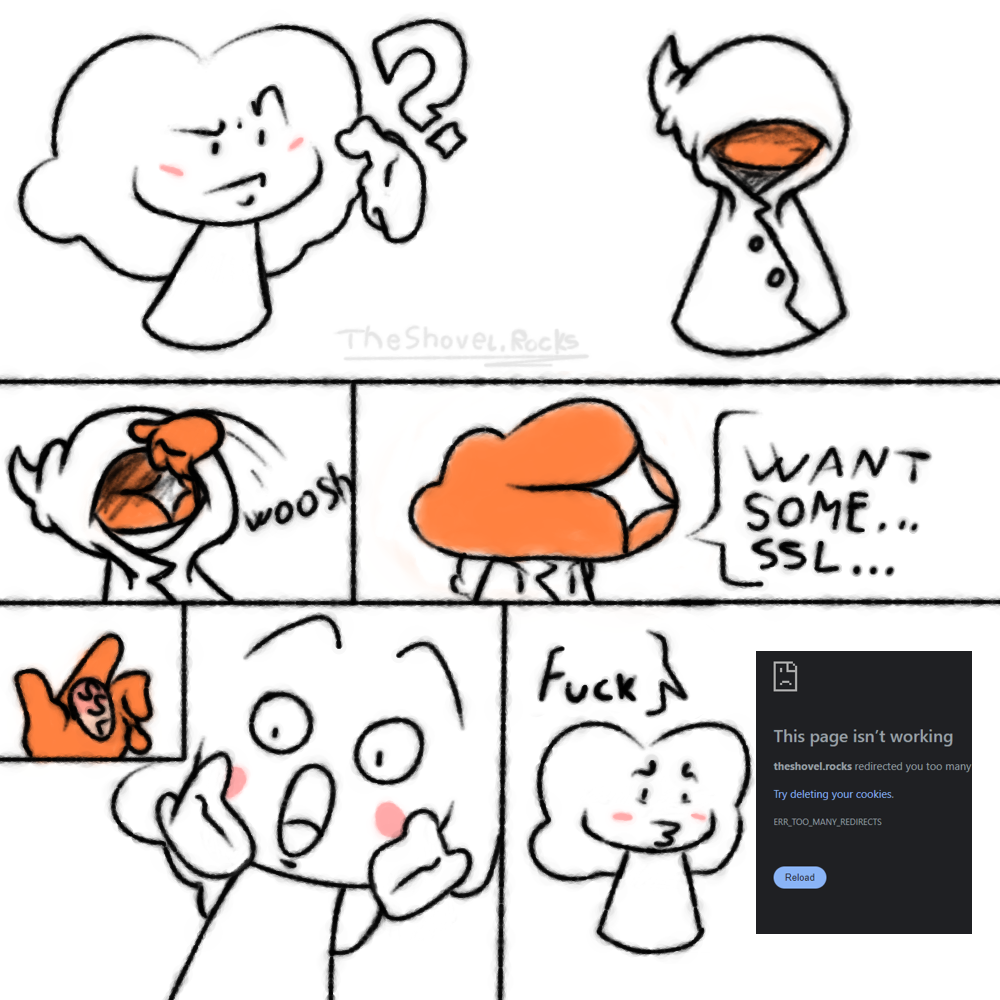 ?
TheShovel.Rocks
WOOSH
WANT
SOME...
SSL...
SSL
Fuck
This page isn't working
theshovel.rocks redirected you too many
Try deleting your cookies.
ERR_TOO_MANY_REDIRECTS
Reload